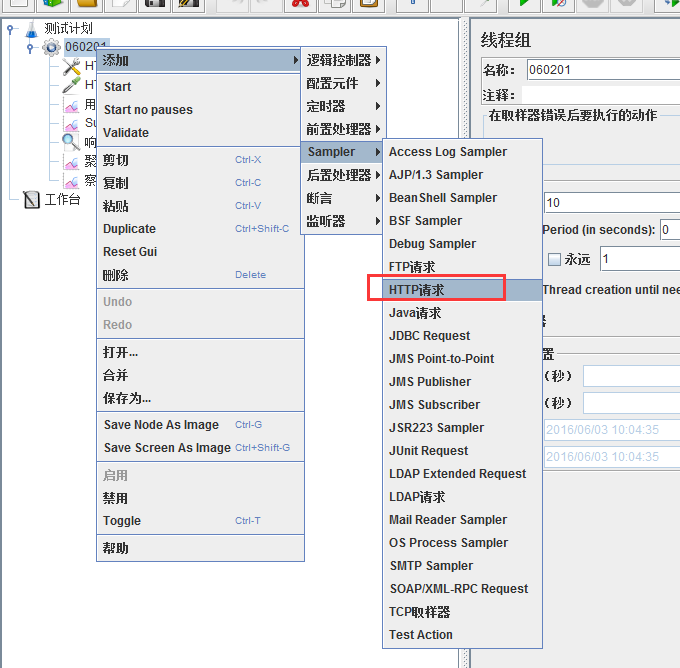 测试计划
060201
用
响
聚
察
工作台
添加
Start
Start no pauses
Validate
剪切 Ctrl-X
复制 Ctrl-C
粘贴 Ctrl-V
Duplicate Ctrl+Shift-C
Reset Gui
删除 Delete
Undo
Redo
打开...
合并
保存为...
Save Node As Image Ctrl-G
Save Screen As Image Ctrl+Shift-G
启用
禁用
Toggle Ctrl-T
帮助
逻辑控制器
配置元件
定时器
前置处理器
Sampler
后置处理器
断言
监听器
Access Log Sampler
AJP/1.3 Sampler
BeanShell Sampler
BSF Sampler
Debug Sampler
FTP请求
HTTP请求
Java请求
JDBC Request
JMS Point-to-Point
JMS Publisher
JMS Subscriber
JSR223 Sampler
JUnit Request
LDAP Extended Request
LDAP请求
Mail Reader Sampler
OS Process Sampler
SMTP Sampler
SOAP/XML-RPC Request
TCP取样器
Test Action
线程组
名称： 060201
注释：
在取样器错误后要执行的动作
10
Period (in seconds): 0
永远 1
Thread creation until nee
置
（秒）
（秒）
2016/06/03 10:04:35
2016/06/03 10:04:35